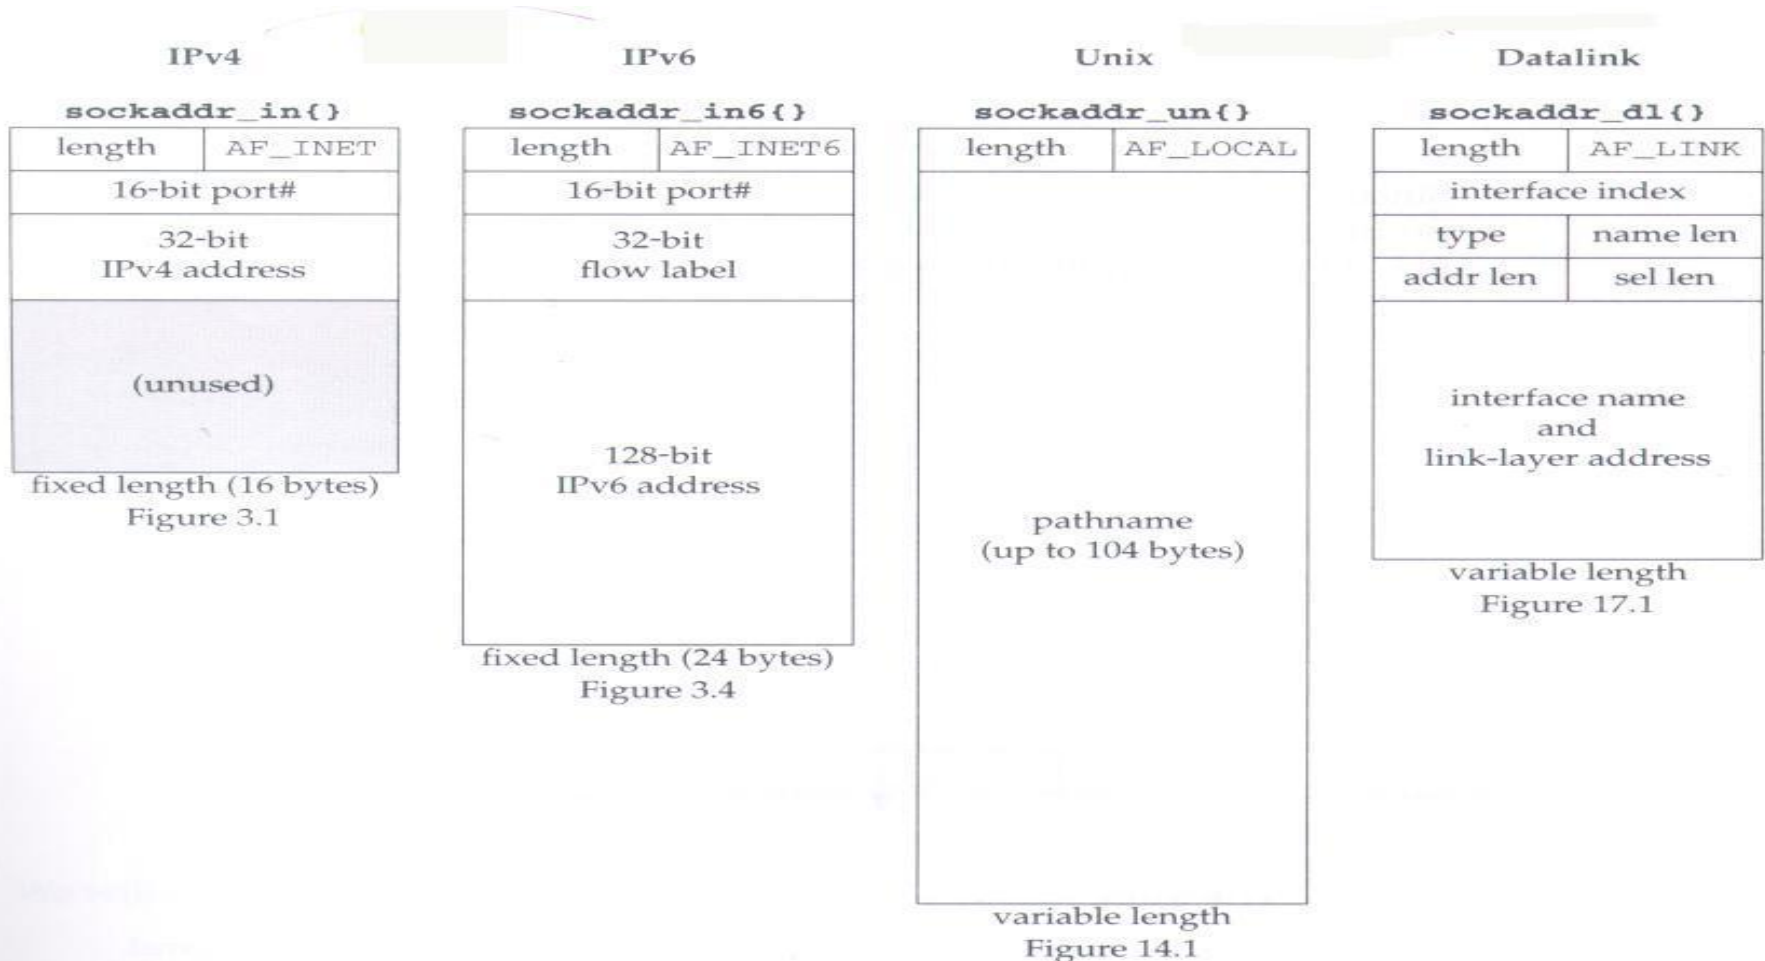 IPv4
sockaddr_in{}
length AF_INET
16-bit port#
32-bit
IPv4 address
(unused)
fixed length (16 bytes)
Figure 3.1
IPv6
sockaddr_in6{}
length AF_INET6
16-bit port#
32-bit
flow label
128-bit
IPv6 address
fixed length (24 bytes)
Figure 3.4
Unix
sockaddr_un{}
length AF_LOCAL
pathname
(up to 104 bytes)
variable length
Figure 14.1
Datalink
sockaddr_dl{}
length AF_LINK
interface index
type name len
addr len sel len
interface name
and
link-layer address
variable length
Figure 17.1